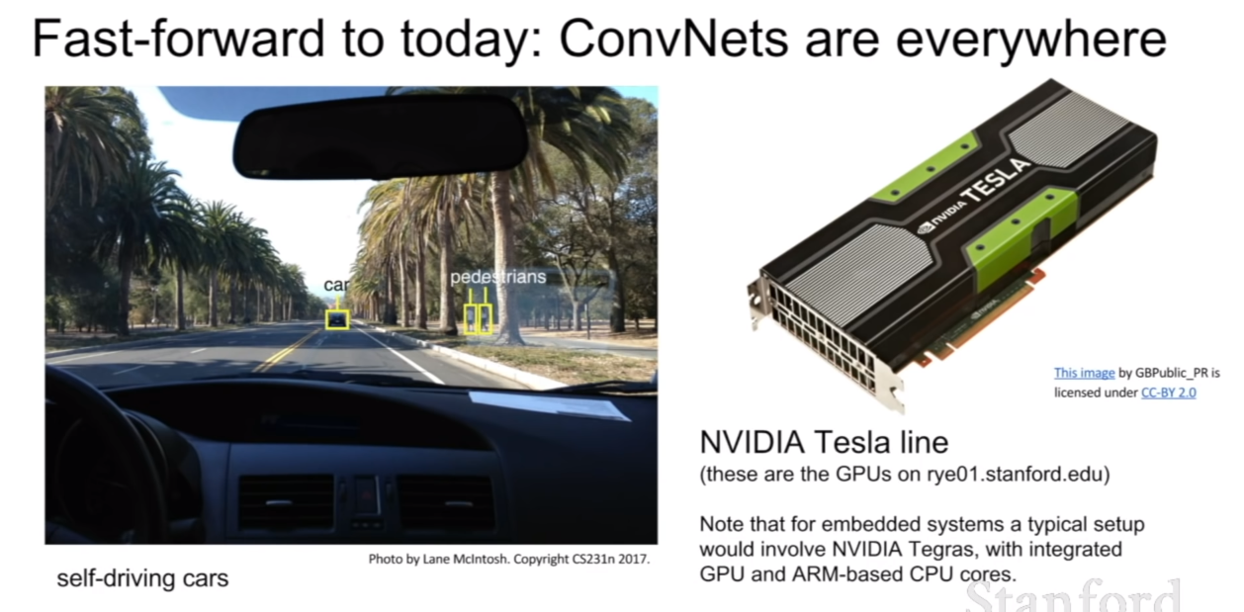 Fast-forward to today: ConvNets are everywhere
car
pedestrians
NVIDIA TESLA
This image by GBPublic_PR is
licensed under CC-BY 2.0
Photo by Lane McIntosh. Copyright CS231n 2017.
self-driving cars
NVIDIA Tesla line
(these are the GPUs on rye01.stanford.edu)
Note that for embedded systems a typical setup
would involve NVIDIA Tegras, with integrated
GPU and ARM-based CPU cores.
Stanford